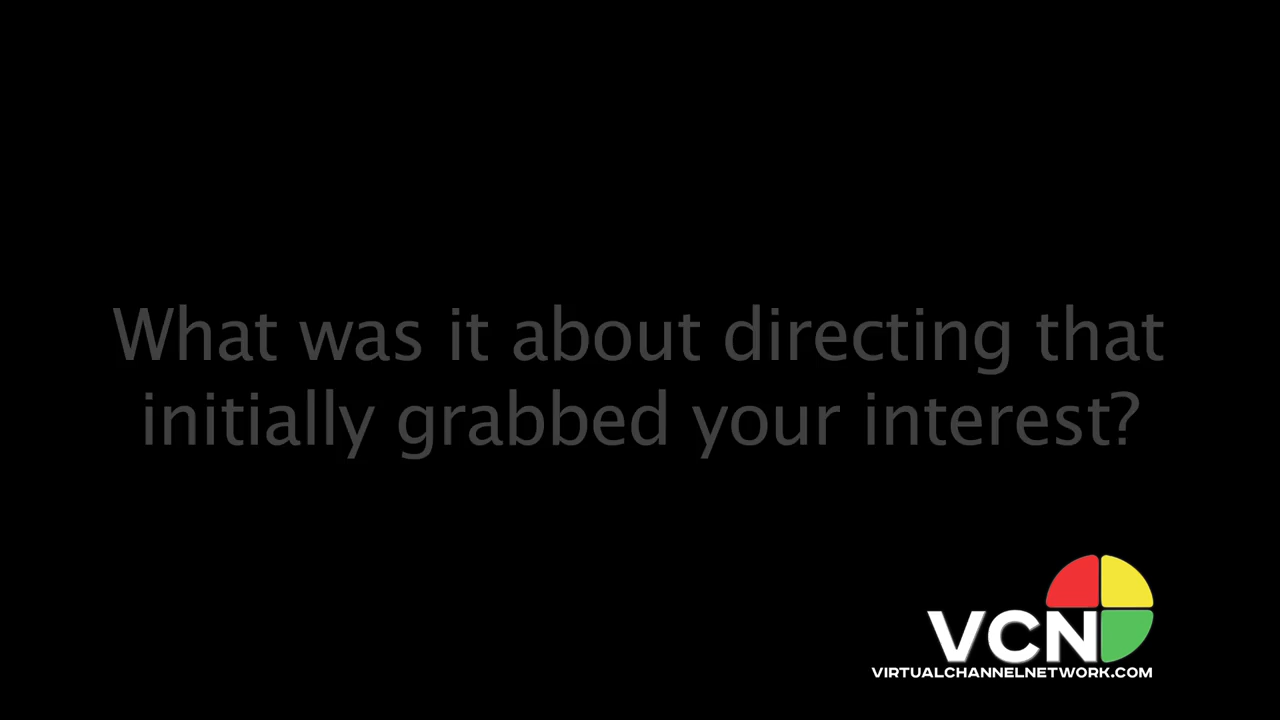 What was it about directing that
initially grabbed your interest?
VCN
VIRTUALCHANNELNETWORK.COM